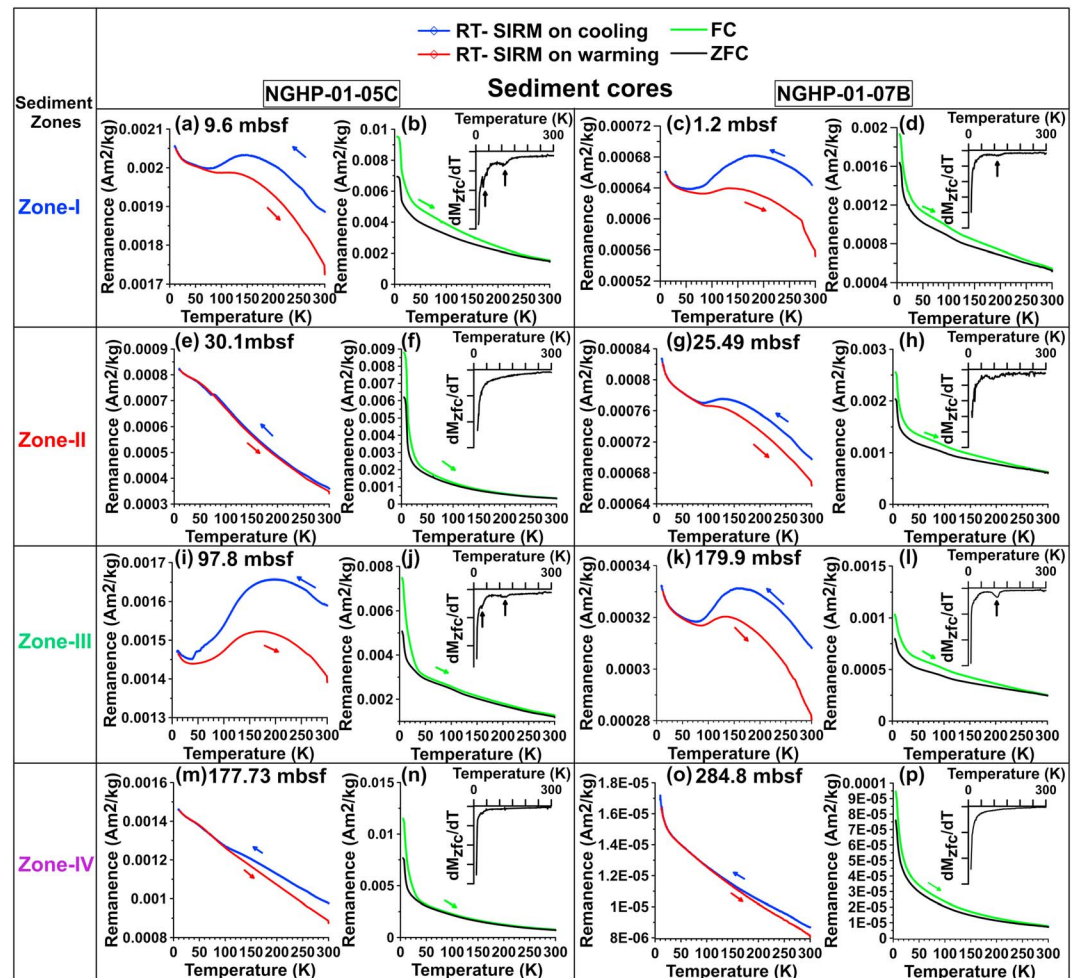 RT- SIRM on cooling
FC
RT- SIRM on warming
ZFC
Sediment cores
NGHP-01-05C
NGHP-01-07B
Sediment
Zones
Zone-I
(a) 9.6 mbsf
Remanence (Am2/kg)
0.0021
0.002
0.0019
0.0018
0.0017
0 50 100 150 200 250 300
Temperature (K)
(b)
Remanence (Am2/kg)
0.01
0.008
0.006
0.004
0.002
0
0 50 100 150 200 250 300
Temperature (K)
Temperature (K)
0 300
dMzfc/dT
(c) 1.2 mbsf
Remanence (Am2/kg)
0.00072
0.00068
0.00064
0.0006
0.00056
0.00052
0 50 100 150 200 250 300
Temperature (K)
(d)
Remanence (Am2/kg)
0.002
0.0016
0.0012
0.0008
0.0004
0 50 100 150 200 250 300
Temperature (K)
Temperature (K)
0 300
dMzfc/dT
Zone-II
(e) 30.1mbsf
Remanence (Am2/kg)
0.0009
0.0008
0.0007
0.0006
0.0005
0.0004
0.0003
0 50 100 150 200 250 300
Temperature (K)
(f)
Remanence (Am2/kg)
0.009
0.008
0.007
0.006
0.005
0.004
0.003
0.002
0.001
0
0 50 100 150 200 250 300
Temperature (K)
Temperature (K)
0 300
dMzfc/dT
(g) 25.49 mbsf
Remanence (Am2/kg)
0.00084
0.0008
0.00076
0.00072
0.00068
0.00064
0 50 100 150 200 250 300
Temperature (K)
(h)
Remanence (Am2/kg)
0.003
0.002
0.001
0
0 50 100 150 200 250 300
Temperature (K)
Temperature (K)
0 300
dMzfc/dT
Zone-III
(i) 97.8 mbsf
Remanence (Am2/kg)
0.0017
0.0016
0.0015
0.0014
0.0013
0 50 100 150 200 250 300
Temperature (K)
(j)
Remanence (Am2/kg)
0.008
0.006
0.004
0.002
0 50 100 150 200 250 300
Temperature (K)
Temperature (K)
0 300
dMzfc/dT
(k) 179.9 mbsf
Remanence (Am2/kg)
0.00034
0.00032
0.0003
0.00028
0 50 100 150 200 250 300
Temperature (K)
(l)
Remanence (Am2/kg)
0.0015
0.001
0.0005
0
0 50 100 150 200 250 300
Temperature (K)
Temperature (K)
0 300
dMzfc/dT
Zone-IV
(m) 177.73 mbsf
Remanence (Am2/kg)
0.0016
0.0014
0.0012
0.001
0.0008
0 50 100 150 200 250 300
Temperature (K)
(n)
Remanence (Am2/kg)
0.015
0.01
0.005
0
0 50 100 150 200 250 300
Temperature (K)
Temperature (K)
0 300
dMzfc/dT
(o) 284.8 mbsf
Remanence (Am2/kg)
1.8E-05
1.6E-05
1.4E-05
1.2E-05
1E-05
8E-06
0 50 100 150 200 250 300
Temperature (K)
(p)
Remanence (Am2/kg)
0.0001
9E-05
8E-05
7E-05
6E-05
5E-05
4E-05
3E-05
2E-05
1E-05
0
0 50 100 150 200 250 300
Temperature (K)
Temperature (K)
0 300
dMzfc/dT